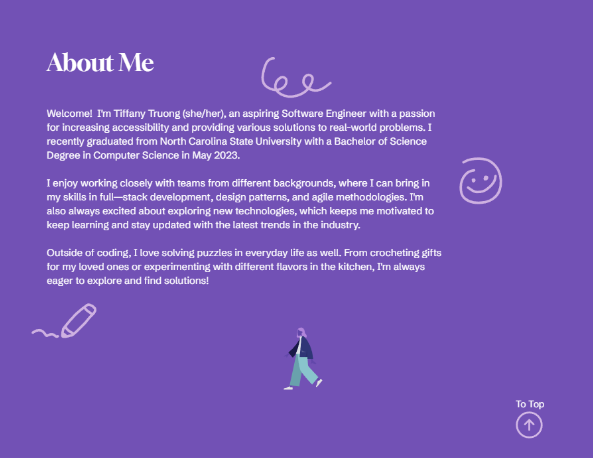 About Me
Welcome! I'm Tiffany Truong (she/her), an aspiring Software Engineer with a passion
for increasing accessibility and providing various solutions to real-world problems. I
recently graduated from North Carolina State University with a Bachelor of Science
Degree in Computer Science in May 2023.
I enjoy working closely with teams from different backgrounds, where I can bring in
my skills in full—stack development, design patterns, and agile methodologies. I'm
also always excited about exploring new technologies, which keeps me motivated to
keep learning and stay updated with the latest trends in the industry.
Outside of coding, I love solving puzzles in everyday life as well. From crocheting gifts
for my loved ones or experimenting with different flavors in the kitchen, I'm always
eager to explore and find solutions!
To Top